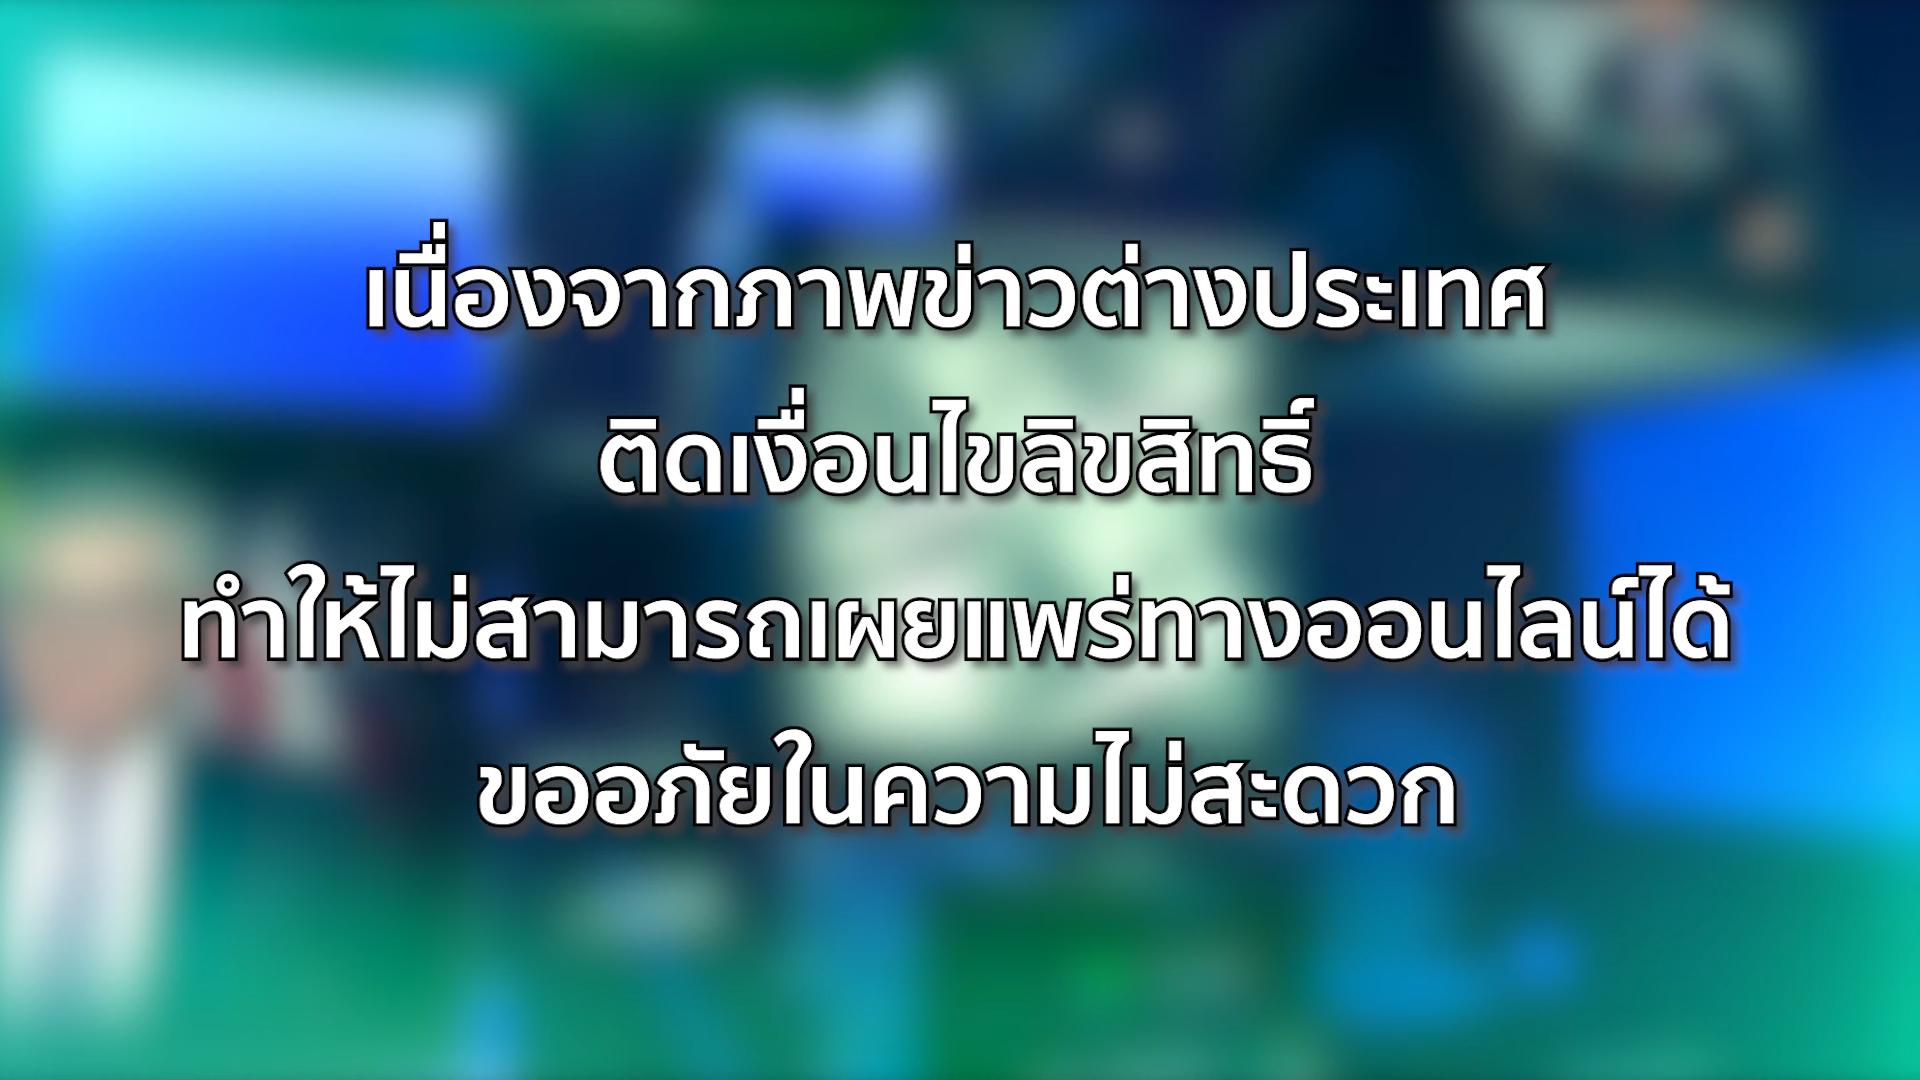 เนื่องจากภาพข่าวต่างประเทศ
ติดเงื่อนไขลิขสิทธิ์
ทำให้ไม่สามารถเผยแพร่ทางออนไลน์ได้
ขออภัยในความไม่สะดวก